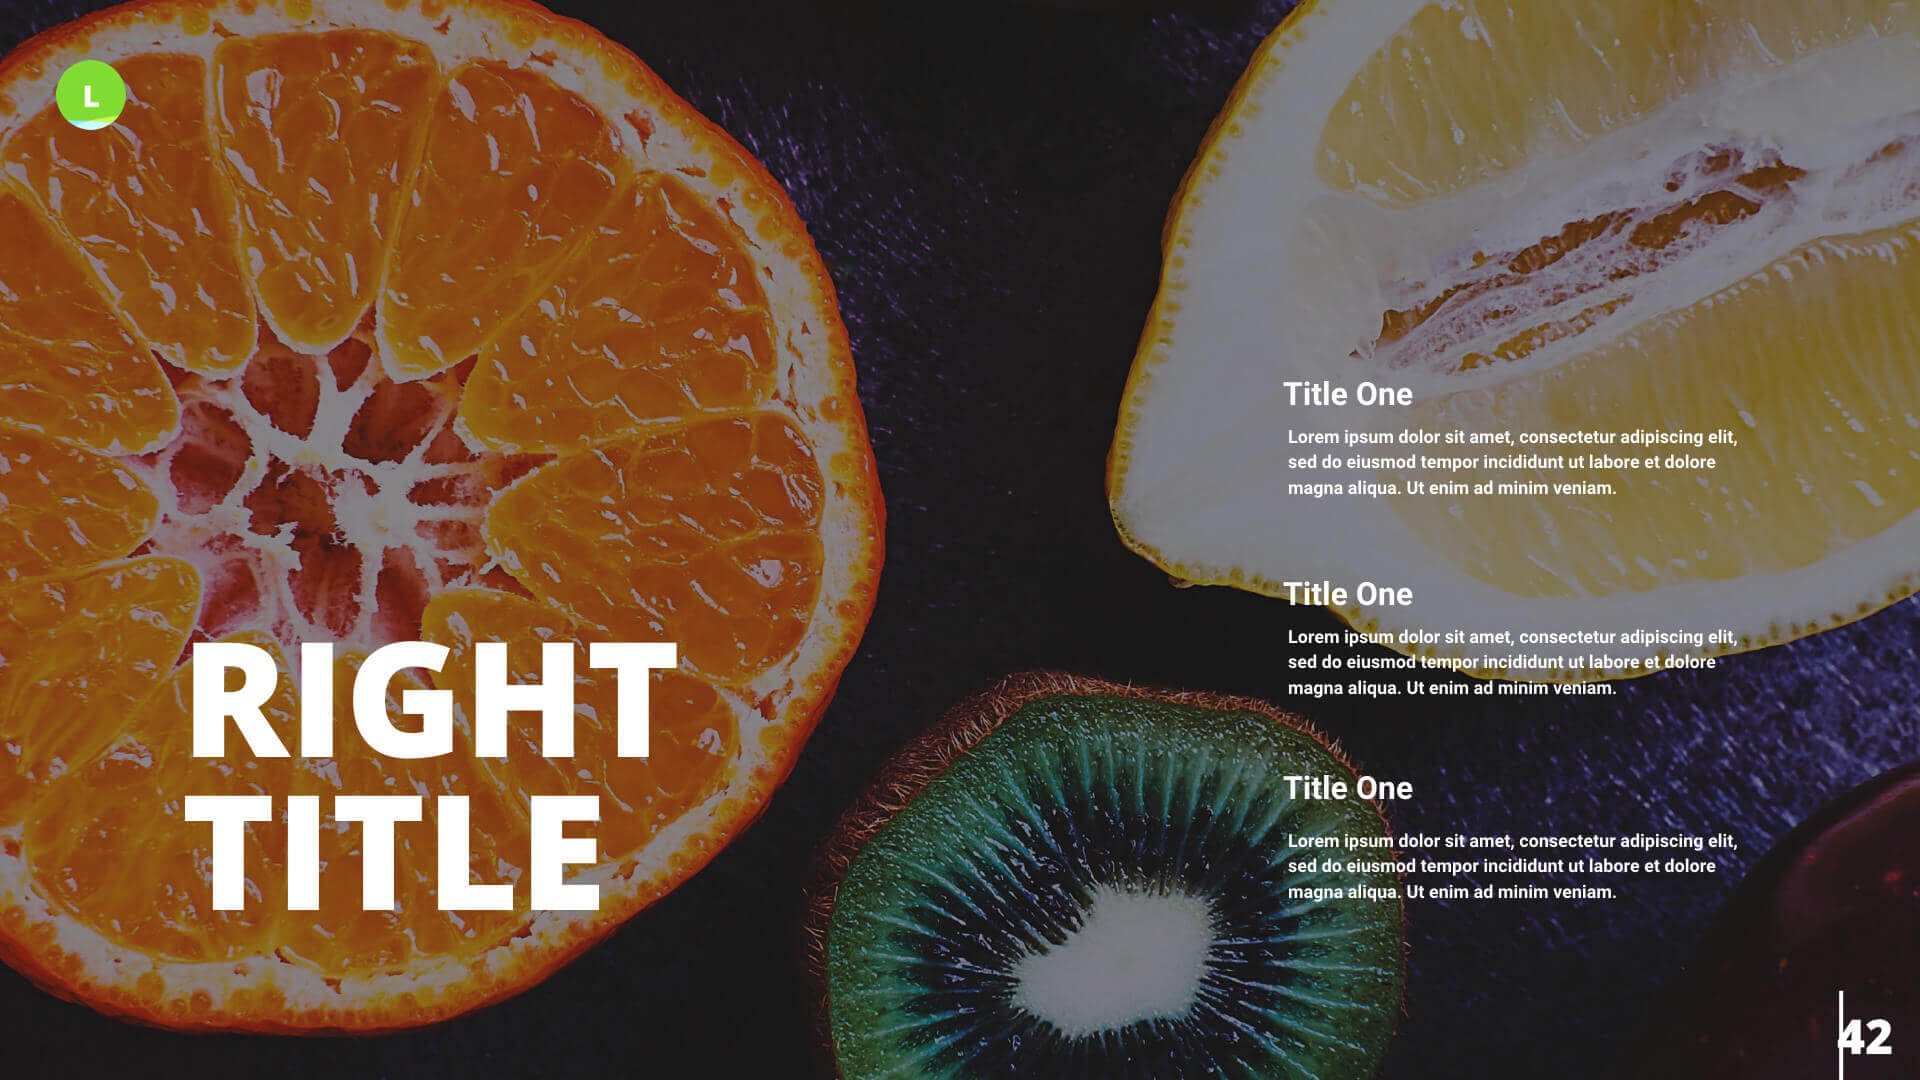 L
RIGHT
TITLE
Title One
Lorem ipsum dolor sit amet, consectetur adipiscing elit,
sed do eiusmod tempor incididunt ut labore et dolore
magna aliqua. Ut enim ad minim veniam.
Title One
Lorem ipsum dolor sit amet, consectetur adipiscing elit,
sed do eiusmod tempor incididunt ut labore et dolore
magna aliqua. Ut enim ad minim veniam.
Title One
Lorem ipsum dolor sit amet, consectetur adipiscing elit,
sed do eiusmod tempor incididunt ut labore et dolore
magna aliqua. Ut enim ad minim veniam.
42